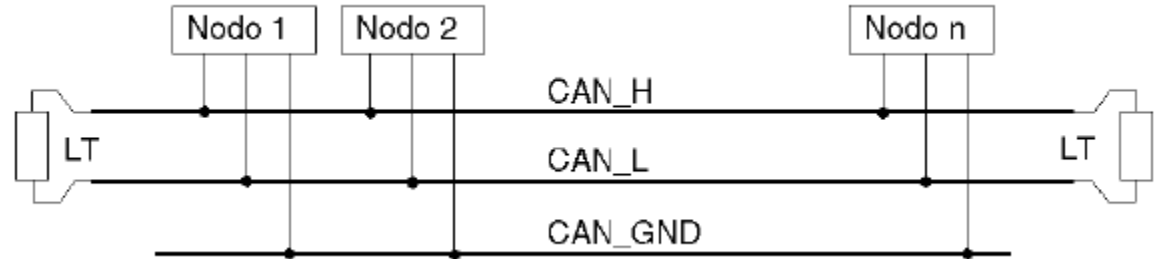 Nodo 1 Nodo 2 Nodo n
CAN_H
LT LT
CAN_L
CAN_GND